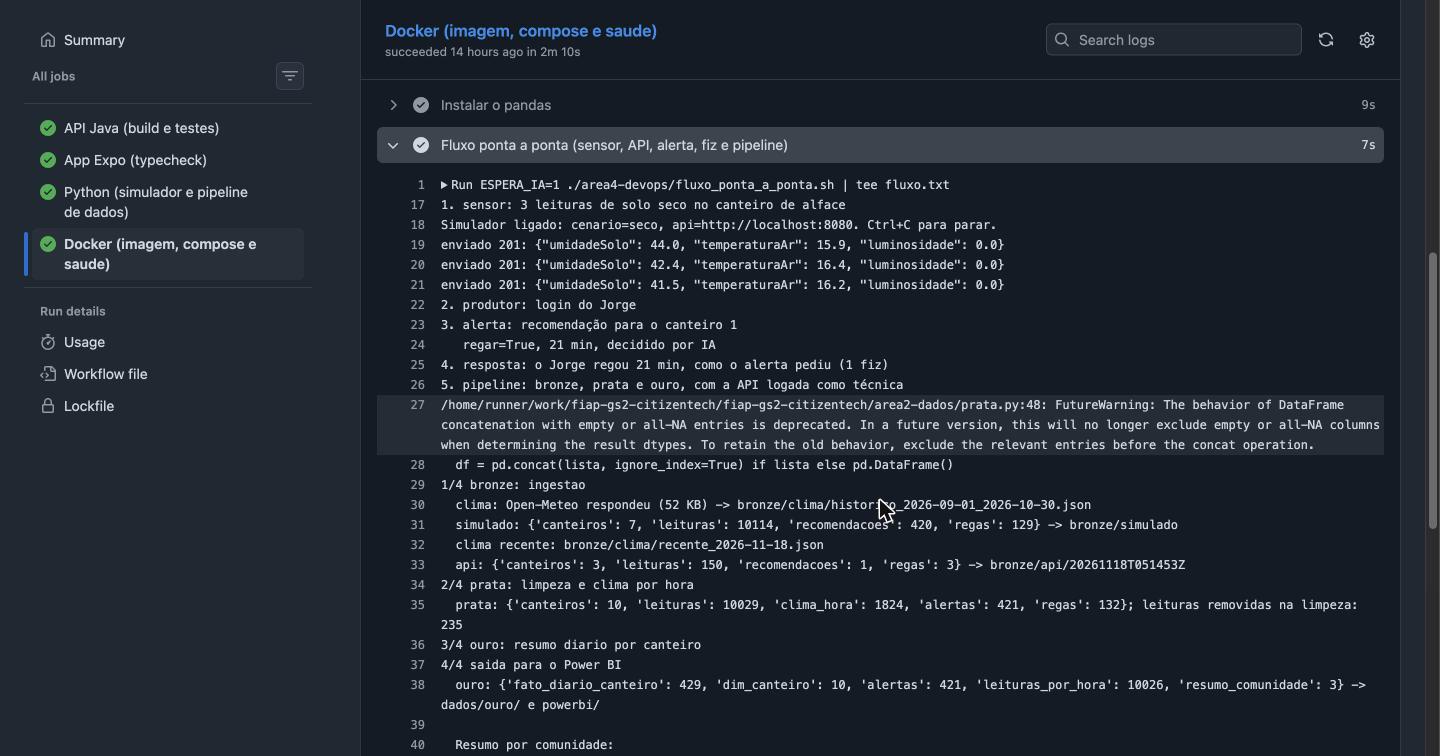 Summary
All jobs
API Java (build e testes)
App Expo (typecheck)
Python (simulador e pipeline
de dados)
Docker (imagem, compose e
saude)
Run details
Usage
Workflow file
Lockfile
Docker (imagem, compose e saude)
succeeded 14 hours ago in 2m 10s
Search logs
Instalar o pandas 9s
Fluxo ponta a ponta (sensor, API, alerta, fiz e pipeline) 7s
1 Run ESPERA_IA=1 ./area4-devops/fluxo_ponta_a_ponta.sh | tee fluxo.txt
17 1. sensor: 3 leituras de solo seco no canteiro de alface
18 Simulador ligado: cenario=seco, api=http://localhost:8080. Ctrl+C para parar.
19 enviado 201: {"umidadeSolo": 44.0, "temperaturaAr": 15.9, "luminosidade": 0.0}
20 enviado 201: {"umidadeSolo": 42.4, "temperaturaAr": 16.4, "luminosidade": 0.0}
21 enviado 201: {"umidadeSolo": 41.5, "temperaturaAr": 16.2, "luminosidade": 0.0}
22 2. produtor: login do Jorge
23 3. alerta: recomendação para o canteiro 1
24 regar=True, 21 min, decidido por IA
25 4. resposta: o Jorge regou 21 min, como o alerta pediu (1 fiz)
26 5. pipeline: bronze, prata e ouro, com a API logada como técnica
27 /home/runner/work/fiap-gs2-citizentech/fiap-gs2-citizentech/area2-dados/prata.py:48: FutureWarning: The behavior of DataFrame
concatenation with empty or all-NA entries is deprecated. In a future version, this will no longer exclude empty or all-NA columns
when determining the result dtypes. To retain the old behavior, exclude the relevant entries before the concat operation.
28 df = pd.concat(lista, ignore_index=True) if lista else pd.DataFrame()
29 1/4 bronze: ingestao
30 clima: Open-Meteo respondeu (52 KB) -> bronze/clima/historico_2026-09-01_2026-10-30.json
31 simulado: {'canteiros': 7, 'leituras': 10114, 'recomendacoes': 420, 'regas': 129} -> bronze/simulado
32 clima recente: bronze/clima/recente_2026-11-18.json
33 api: {'canteiros': 3, 'leituras': 150, 'recomendacoes': 1, 'regas': 3} -> bronze/api/20261118T051453Z
34 2/4 prata: limpeza e clima por hora
35 prata: {'canteiros': 10, 'leituras': 10029, 'clima_hora': 1824, 'alertas': 421, 'regas': 132}; leituras removidas na limpeza:
235
36 3/4 ouro: resumo diario por canteiro
37 4/4 saida para o Power BI
38 ouro: {'fato_diario_canteiro': 429, 'dim_canteiro': 10, 'alertas': 421, 'leituras_por_hora': 10026, 'resumo_comunidade': 3} ->
dados/ouro/ e powerbi/
39
40 Resumo por comunidade: